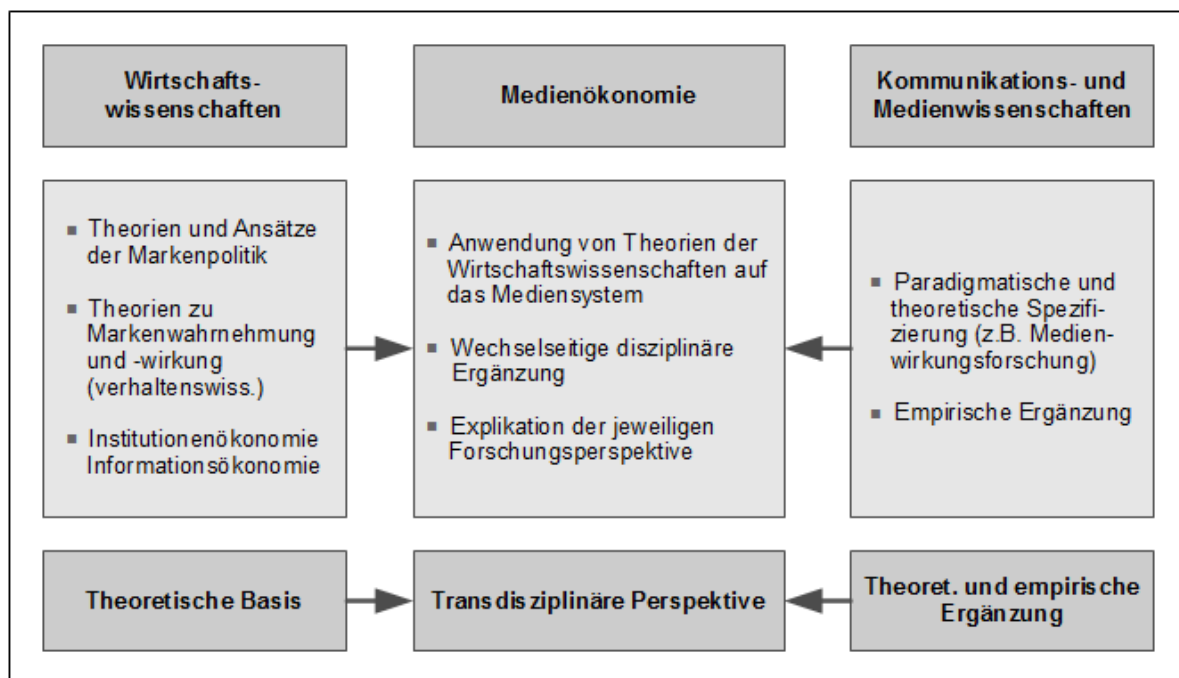 Wirtschafts-
wissenschaften
Medienökonomie
Kommunikations- und
Medienwissenschaften
Theorien und Ansätze
der Markenpolitik
Theorien zu
Markenwahrnehmung
und -wirkung
(verhaltenswiss.)
Institutionenökonomie
Informationsökonomie
Anwendung von Theorien der
Wirtschaftswissenschaften auf
das Mediensystem
Wechselseitige disziplinäre
Ergänzung
Explikation der jeweiligen
Forschungsperspektive
Paradigmatische und
theoretische Spezifi-
zierung (z.B. Medien-
wirkungsforschung)
Empirische Ergänzung
Theoretische Basis
Transdisziplinäre Perspektive
Theoret. und empirische
Ergänzung